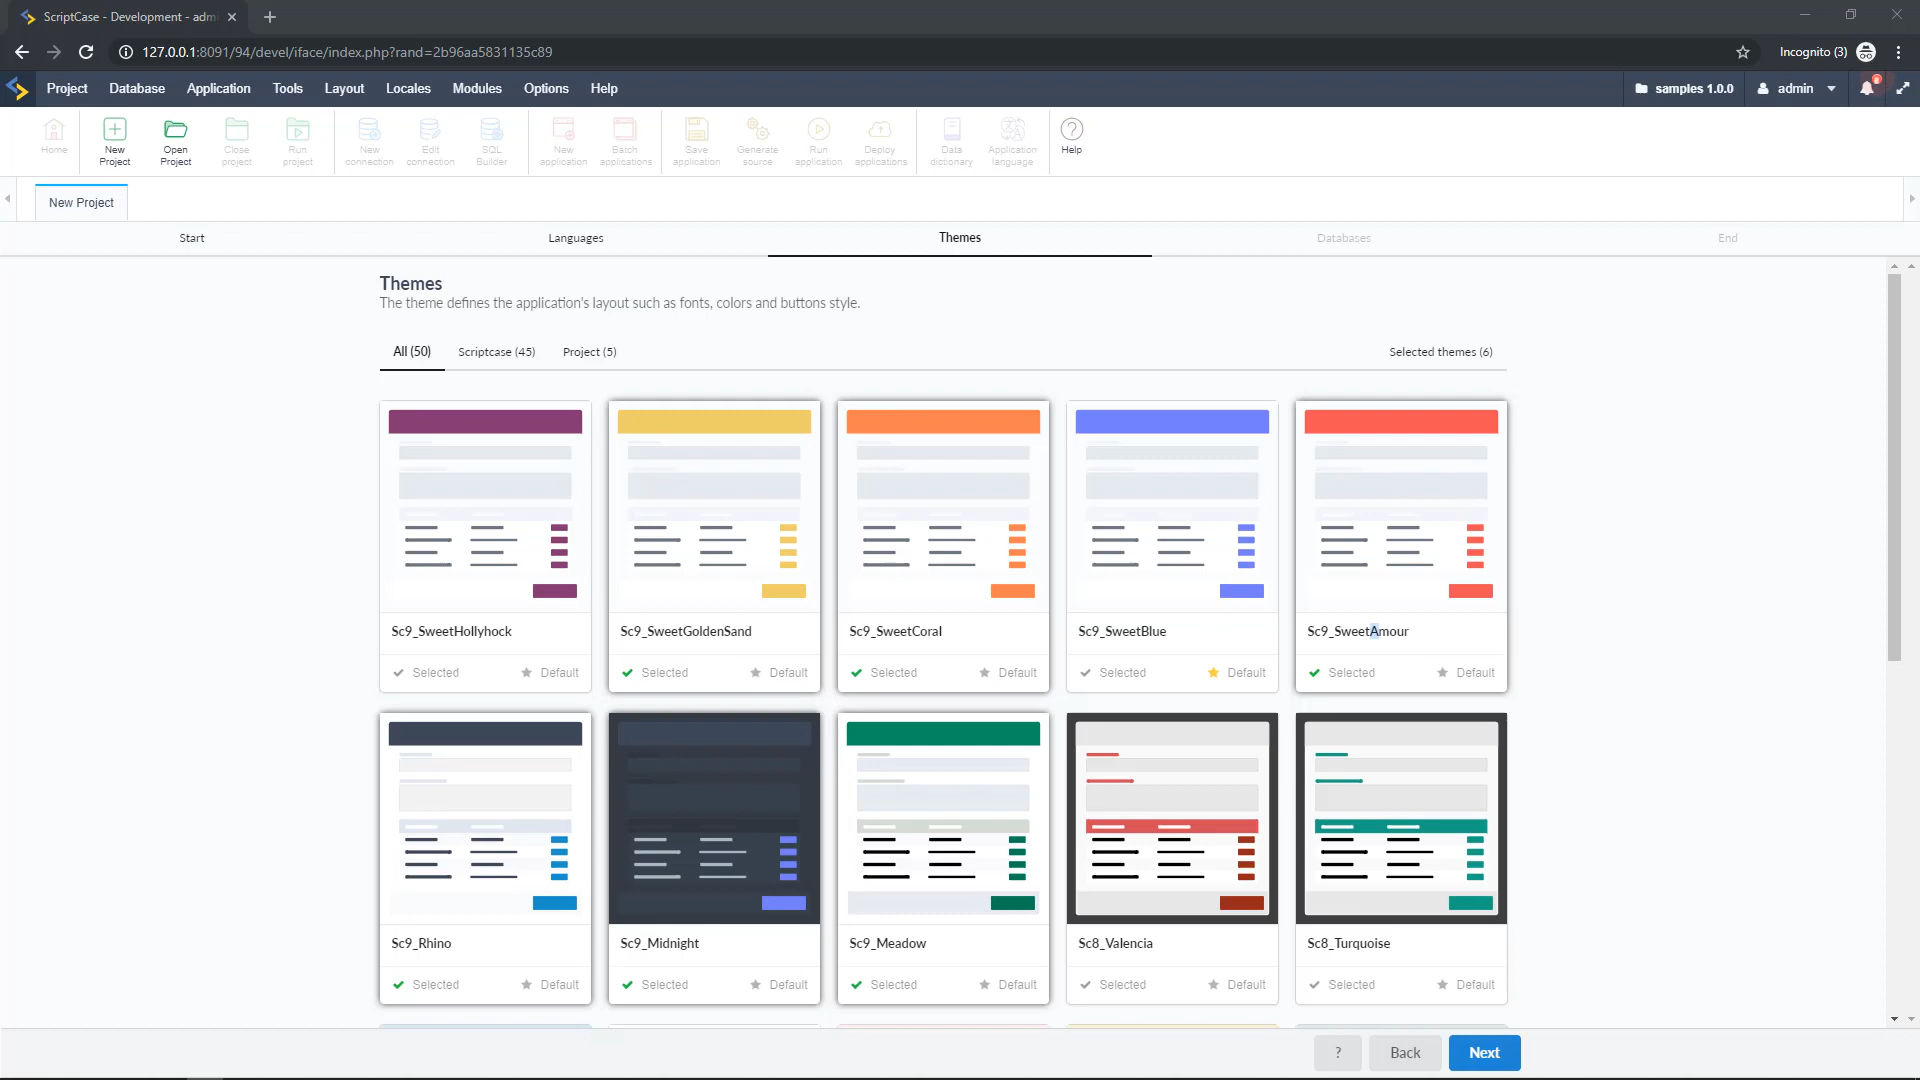 ScriptCase - Development - adm
127.0.0.1:8091/94/devel/iface/index.php?rand=2b96aa5831135c89
Incognito (3)
Project Database Application Tools Layout Locales Modules Options Help
samples 1.0.0 admin
Home
New Project
Open Project
Close project
Run project
New connection
Edit connection
SQL Builder
New application
Batch applications
Save application
Generate source
Run application
Deploy applications
Data dictionary
Application language
Help
New Project
Start Languages Themes Databases End
Themes
The theme defines the application's layout such as fonts, colors and buttons style.
All (50) Scriptcase (45) Project (5) Selected themes (6)
Sc9_SweetHollyhock Sc9_SweetGoldenSand Sc9_SweetCoral Sc9_SweetBlue Sc9_SweetAmour
Selected Default Selected Default Selected Default Selected Default Selected Default
Sc9_Rhino Sc9_Midnight Sc9_Meadow Sc8_Valencia Sc8_Turquoise
Selected Default Selected Default Selected Default Selected Default Selected Default
? Back Next